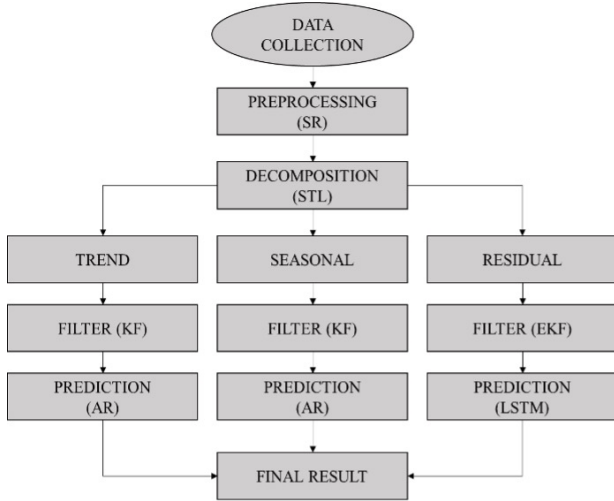 DATA
COLLECTION
PREPROCESSING
(SR)
DECOMPOSITION
(STL)
TREND
SEASONAL
RESIDUAL
FILTER (KF)
FILTER (KF)
FILTER (EKF)
PREDICTION
(AR)
PREDICTION
(AR)
PREDICTION
(LSTM)
FINAL RESULT